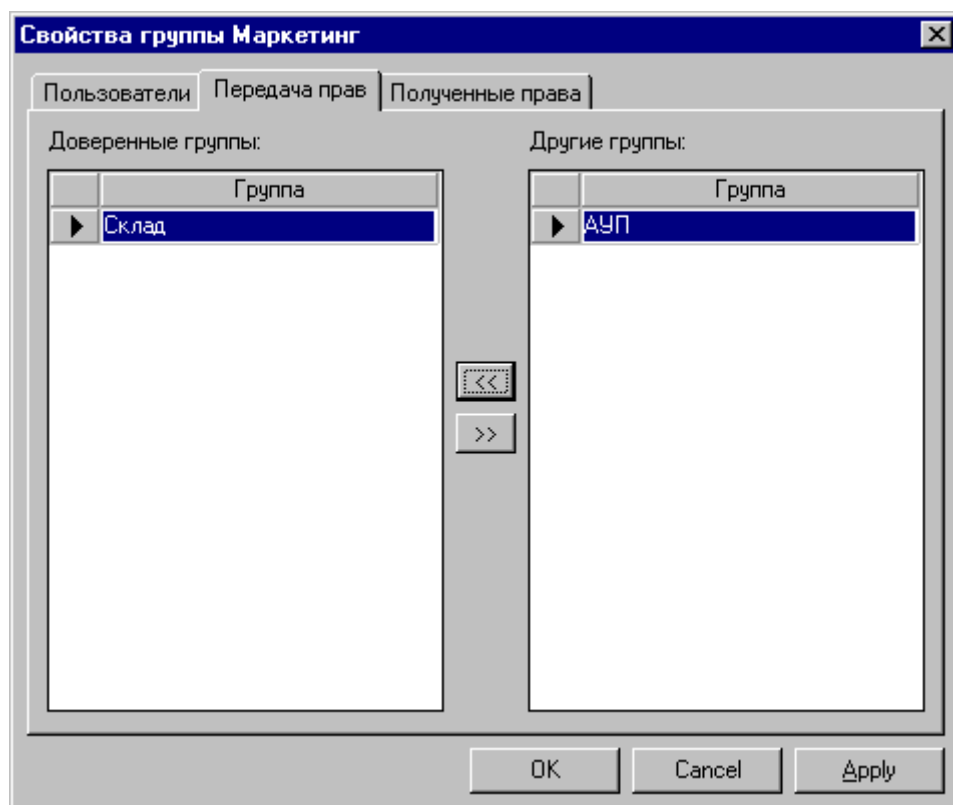 Свойства группы Маркетинг
Пользователи Передача прав Полученные права
Доверенные группы: Другие группы:
Группа Группа
Склад АУП
<<
>>
OK Cancel Apply